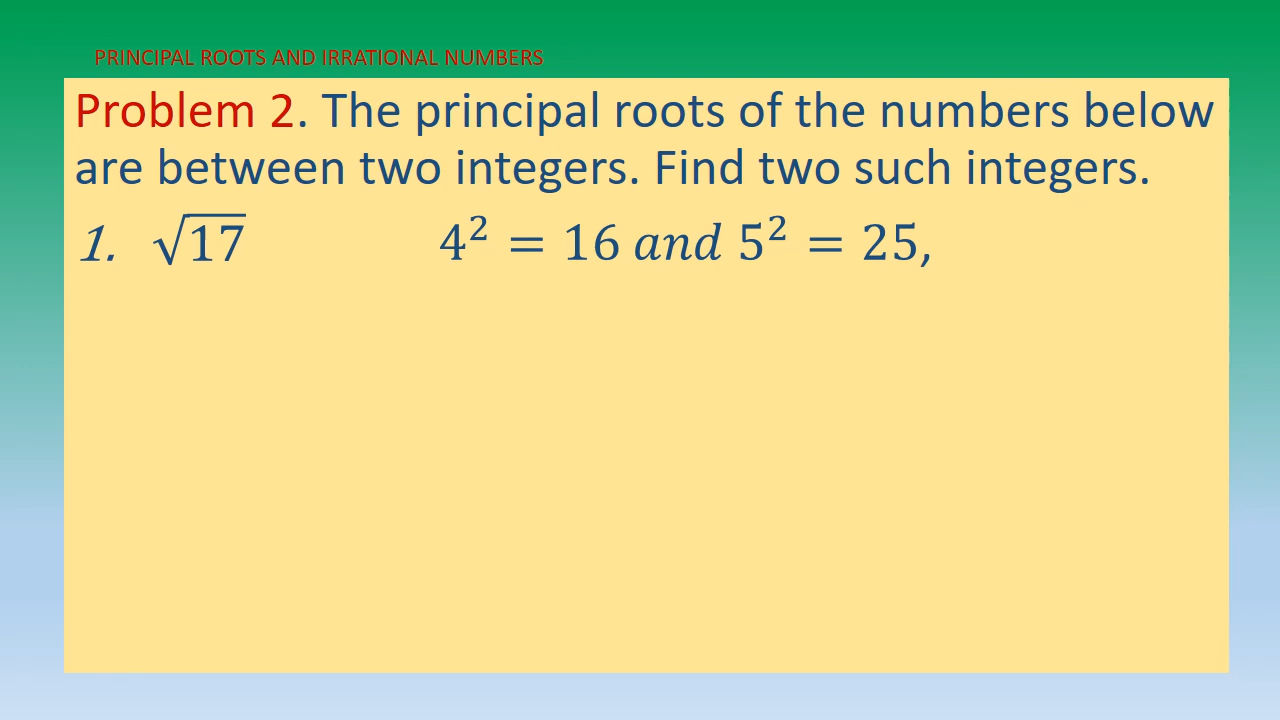 PRINCIPAL ROOTS AND IRRATIONAL NUMBERS
Problem 2. The principal roots of the numbers below
are between two integers. Find two such integers.
1. √17 4² = 16 and 5² = 25,